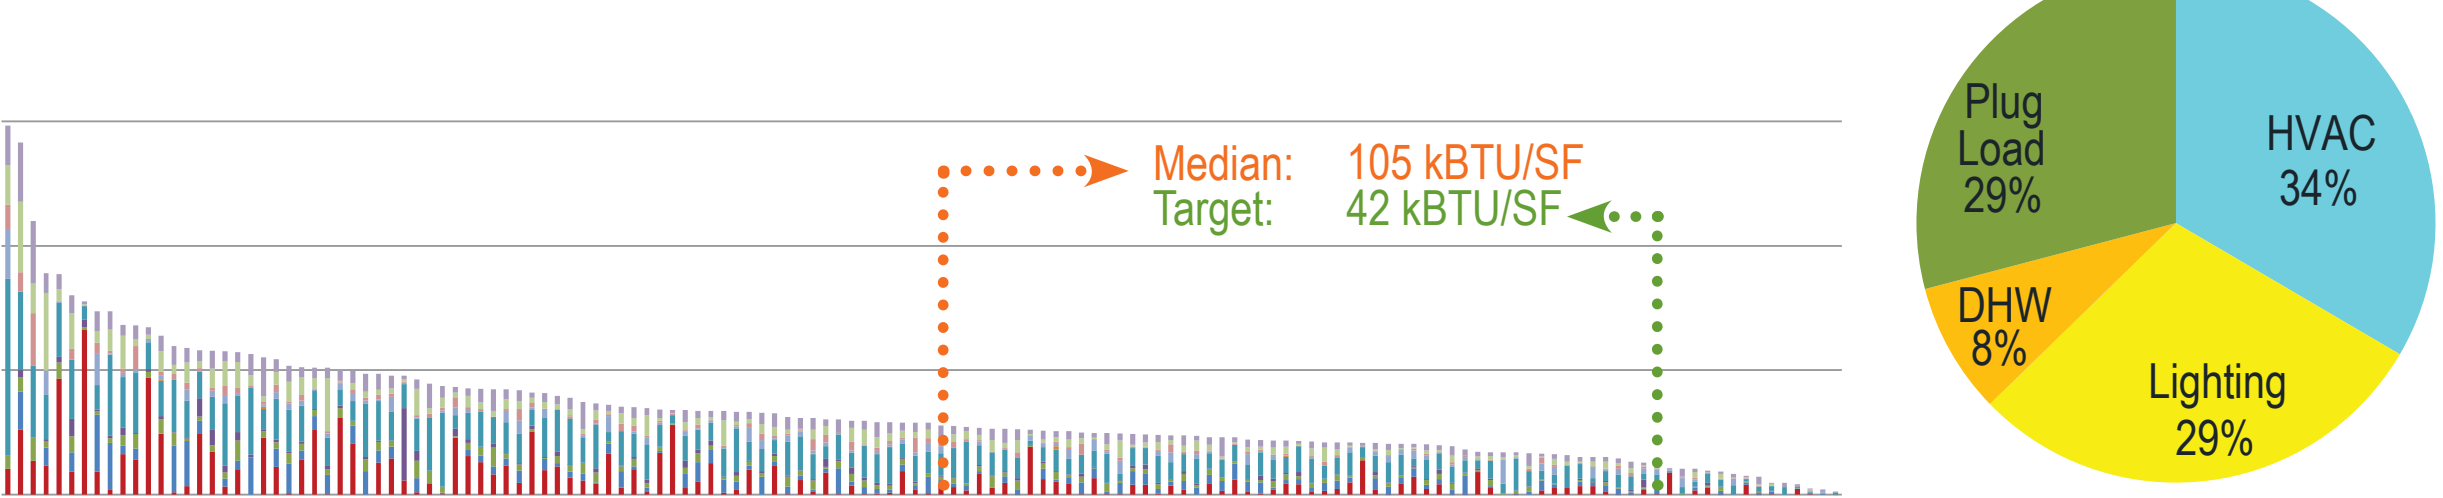 Median: 105 kBTU/SF
Target: 42 kBTU/SF
Plug
Load
29%
HVAC
34%
DHW
8%
Lighting
29%